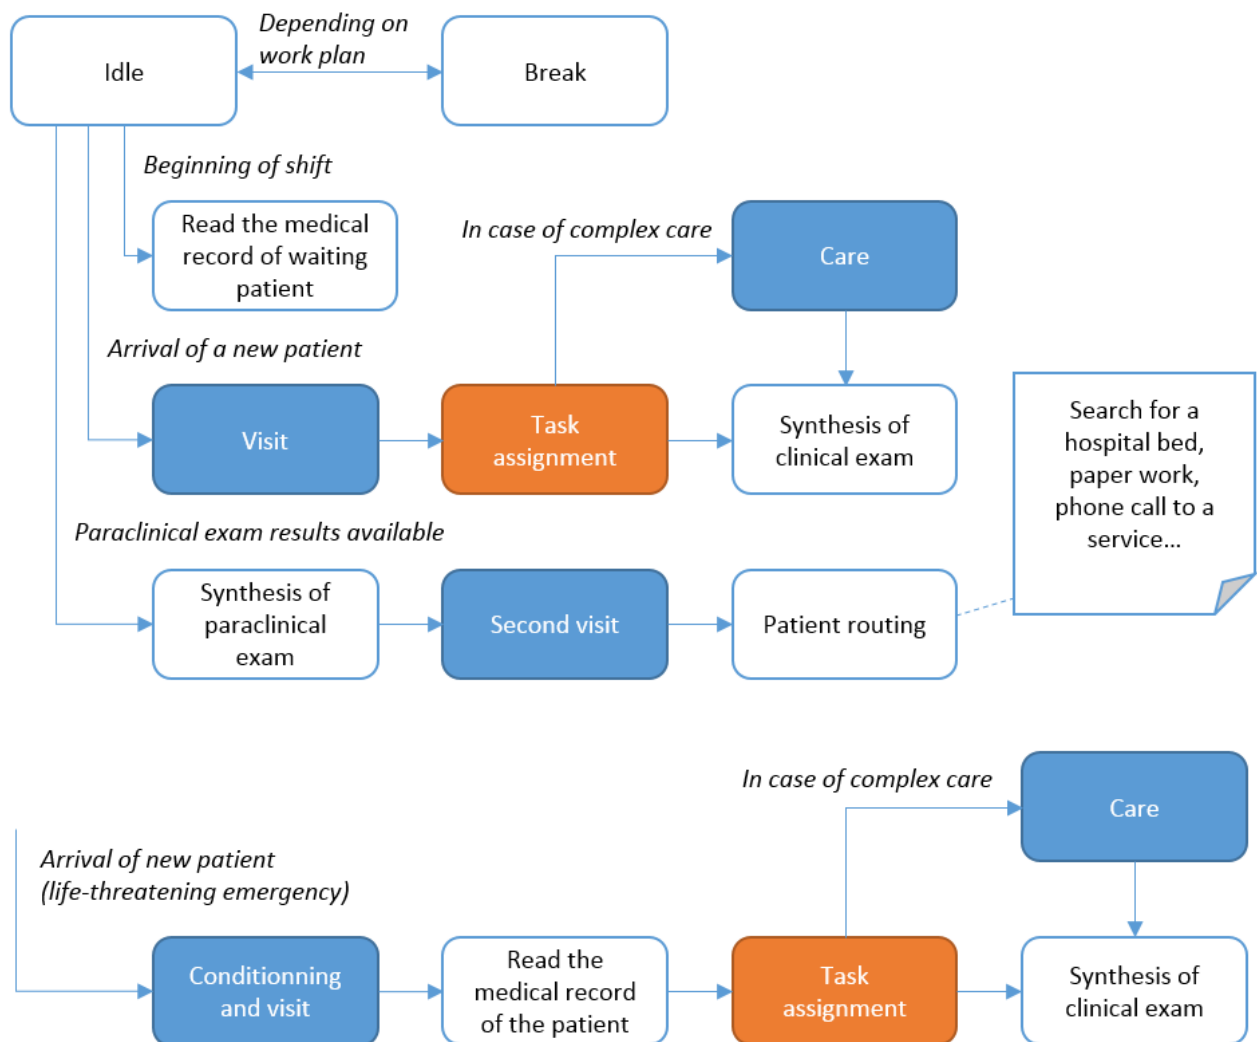 Idle
Depending on
work plan
Break
Beginning of shift
Read the medical
record of waiting
patient
In case of complex care
Care
Arrival of a new patient
Visit
Task
assignment
Synthesis of
clinical exam
Search for a
hospital bed,
paper work,
phone call to a
service...
Paraclinical exam results available
Synthesis of
paraclinical
exam
Second visit
Patient routing
In case of complex care
Care
Arrival of new patient
(life-threatening emergency)
Conditionning
and visit
Read the
medical record
of the patient
Task
assignment
Synthesis of
clinical exam